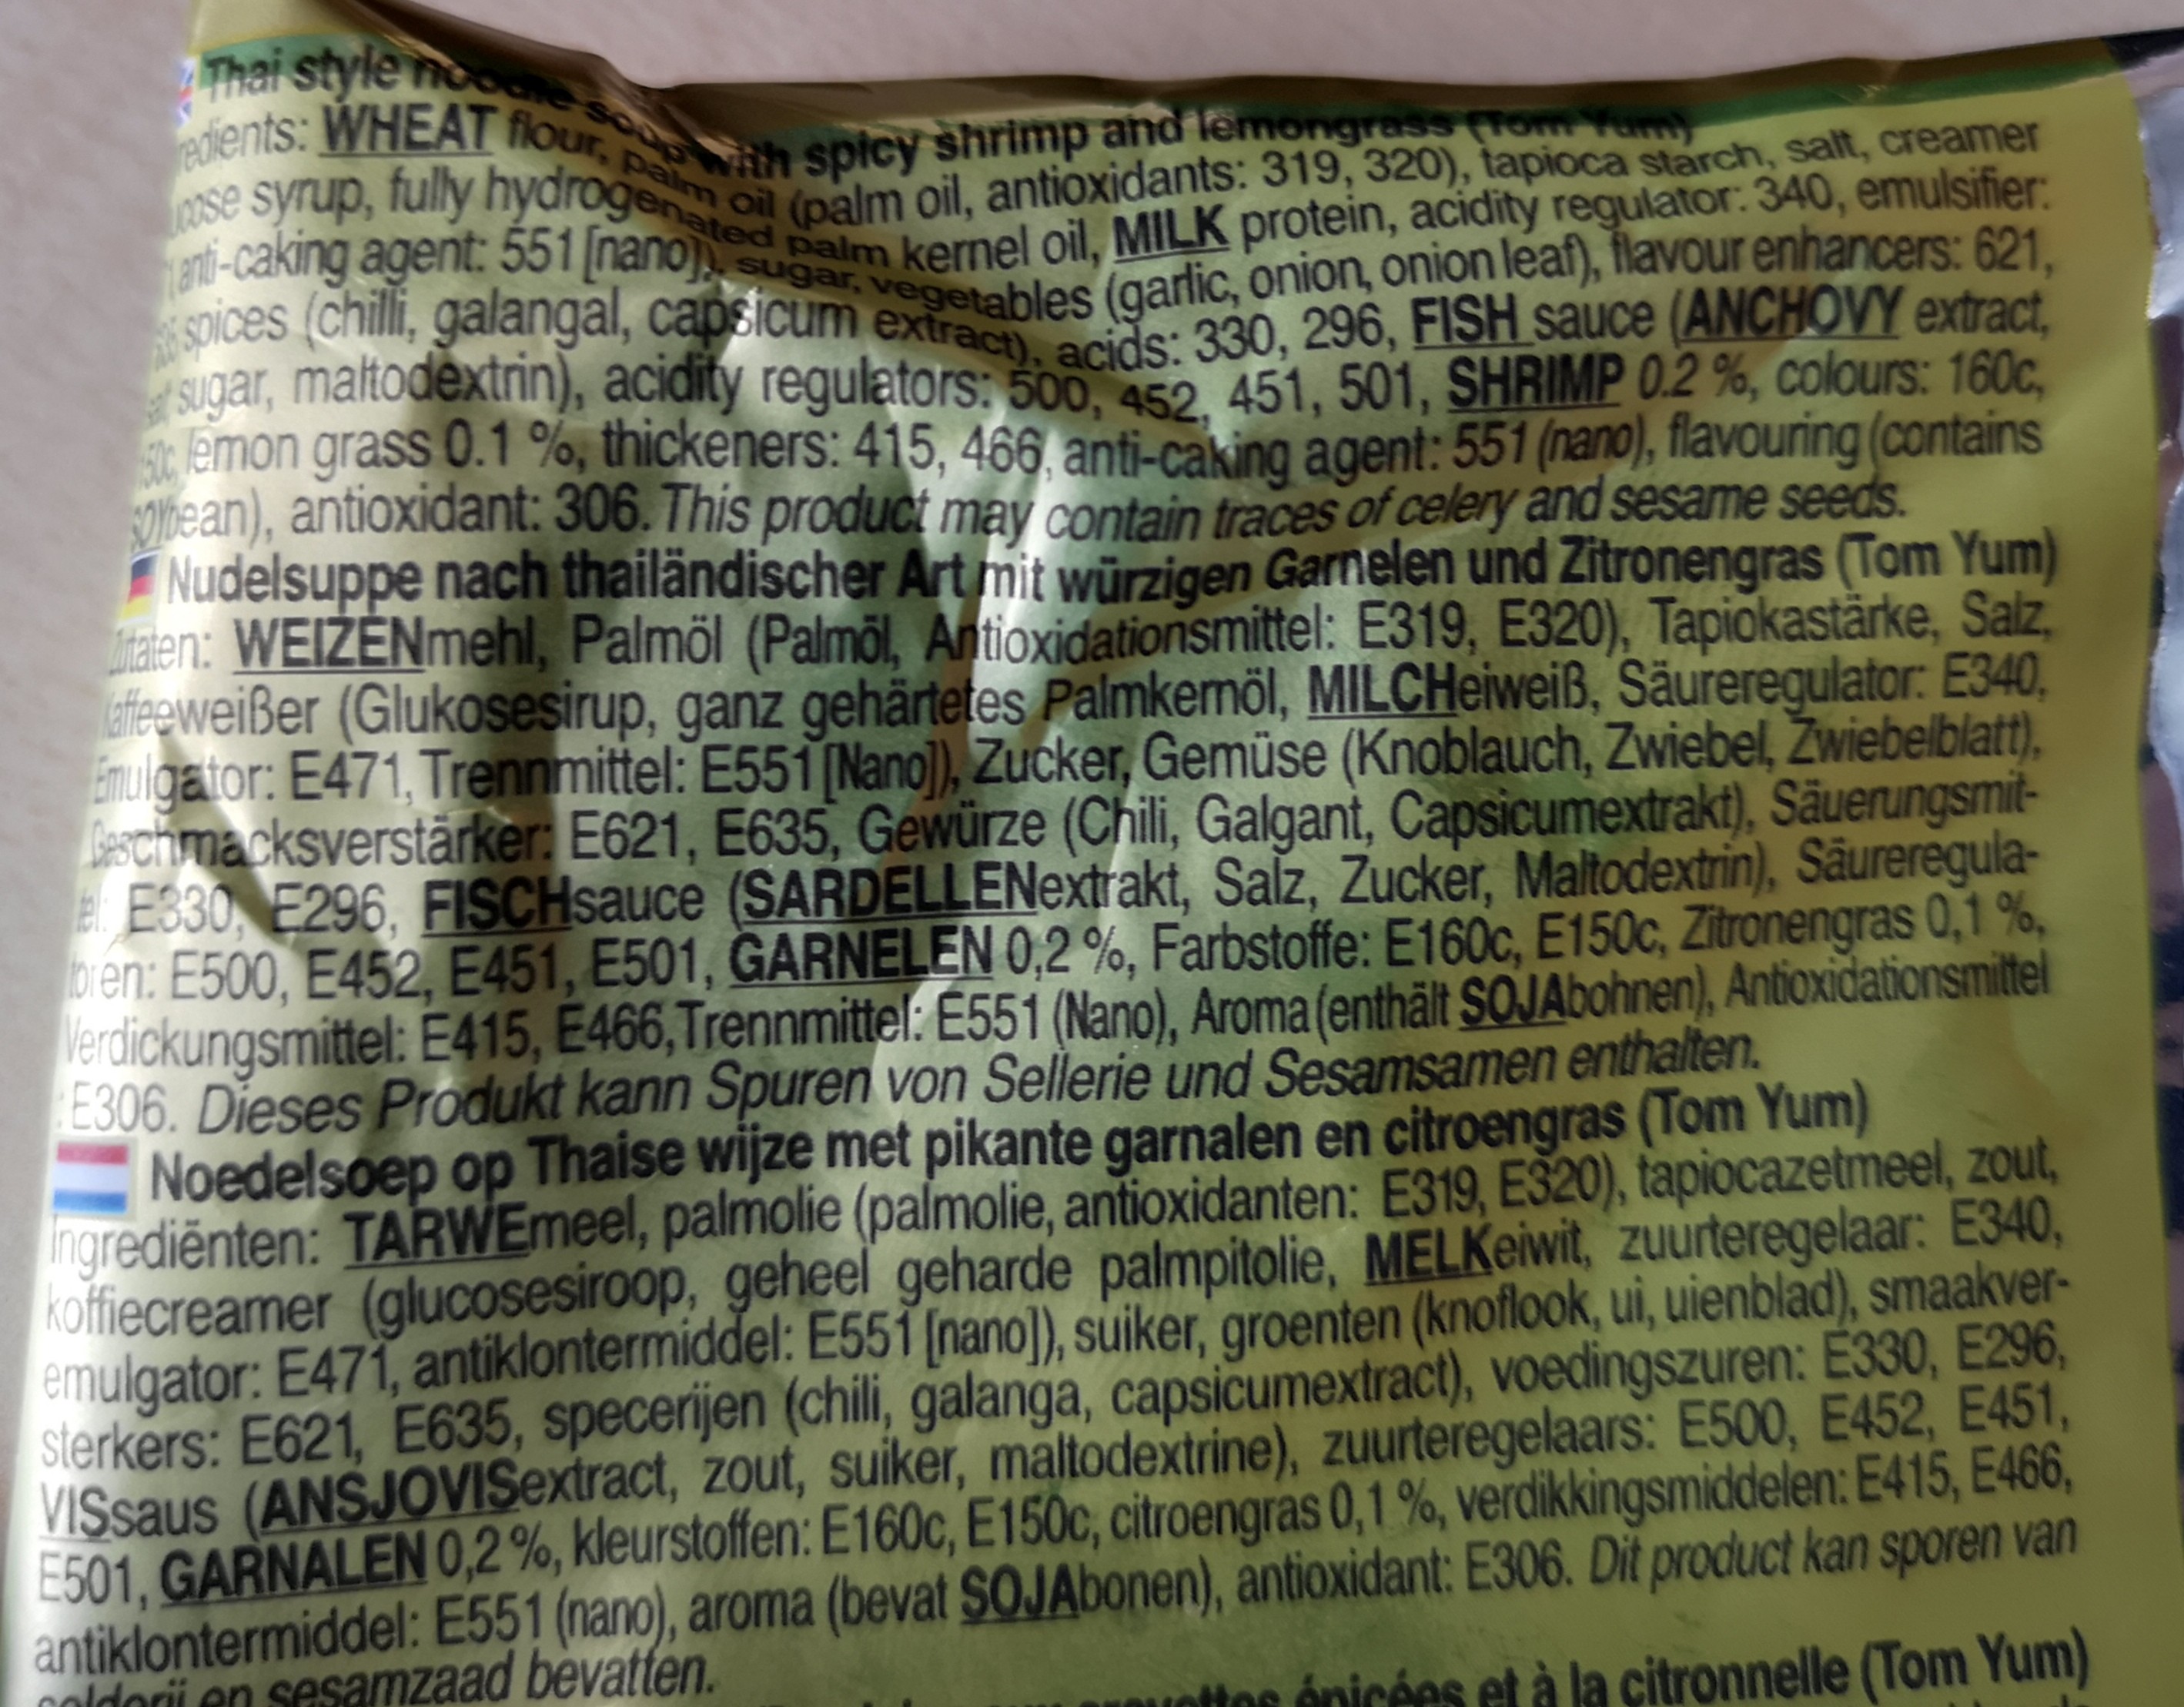 Thai style noodle soup with spicy shrimp and lemongrass (Tom Yum)
redients: WHEAT flour, palm oil (palm oil, antioxidants: 319, 320), tapioca starch, salt, creamer
ucose syrup, fully hydrogenated palm kernel oil, MILK protein, acidity regulator: 340, emulsifier:
anti-caking agent: 551 [nano]), sugar, vegetables (garlic, onion, onion leaf), flavour enhancers: 621,
spices (chilli, galangal, capsicum extract), acids: 330, 296, FISH sauce (ANCHOVY extract,
sugar, maltodextrin), acidity regulators: 500, 452, 451, 501, SHRIMP 0.2 %, colours: 160c,
lemon grass 0.1 %, thickeners: 415, 466, anti-caking agent: 551 (nano), flavouring (contains
SOYbean), antioxidant: 306. This product may contain traces of celery and sesame seeds.
Nudelsuppe nach thailändischer Art mit würzigen Garnelen und Zitronengras (Tom Yum)
Zutaten: WEIZENmehl, Palmöl (Palmöl, Antioxidationsmittel: E319, E320), Tapiokastärke, Salz,
Kaffeeweißer (Glukosesirup, ganz gehärtetes Palmkernöl, MILCHeiweiß, Säureregulator: E340,
Emulgator: E471, Trennmittel: E551 [Nano]), Zucker, Gemüse (Knoblauch, Zwiebel, Zwiebelblatt),
Geschmacksverstärker: E621, E635, Gewürze (Chili, Galgant, Capsicumextrakt), Säuerungsmit-
tel: E330, E296, FISCHsauce (SARDELLENextrakt, Salz, Zucker, Maltodextrin), Säureregula-
toren: E500, E452, E451, E501, GARNELEN 0,2 %, Farbstoffe: E160c, E150c, Zitronengras 0,1 %,
Verdickungsmittel: E415, E466, Trennmittel: E551 (Nano), Aroma (enthält SOJAbohnen), Antioxidationsmittel
: E306. Dieses Produkt kann Spuren von Sellerie und Sesamsamen enthalten.
Noedelsoep op Thaise wijze met pikante garnalen en citroengras (Tom Yum)
Ingrediënten: TARWEmeel, palmolie (palmolie, antioxidanten: E319, E320), tapiocazetmeel, zout,
koffiecreamer (glucosesiroop, geheel geharde palmpitolie, MELKeiwit, zuurteregelaar: E340,
emulgator: E471, antiklontermiddel: E551 [nano]), suiker, groenten (knoflook, ui, uienblad), smaakver-
sterkers: E621, E635, specerijen (chili, galanga, capsicumextract), voedingszuren: E330, E296,
VISsaus (ANSJOVISextract, zout, suiker, maltodextrine), zuurteregelaars: E500, E452, E451,
E501, GARNALEN 0,2 %, kleurstoffen: E160c, E150c, citroengras 0,1 %, verdikkingsmiddelen: E415, E466,
antiklontermiddel: E551 (nano), aroma (bevat SOJAbonen), antioxidant: E306. Dit product kan sporen van
selderij en sesamzaad bevatten.
épicées et à la citronnelle (Tom Yum)